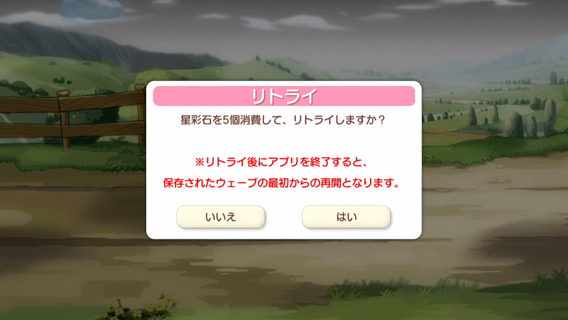 リトライ
星彩石を5個消費して、リトライしますか？
※リトライ後にアプリを終了すると、
保存されたウェーブの最初からの再開となります。
いいえ
はい